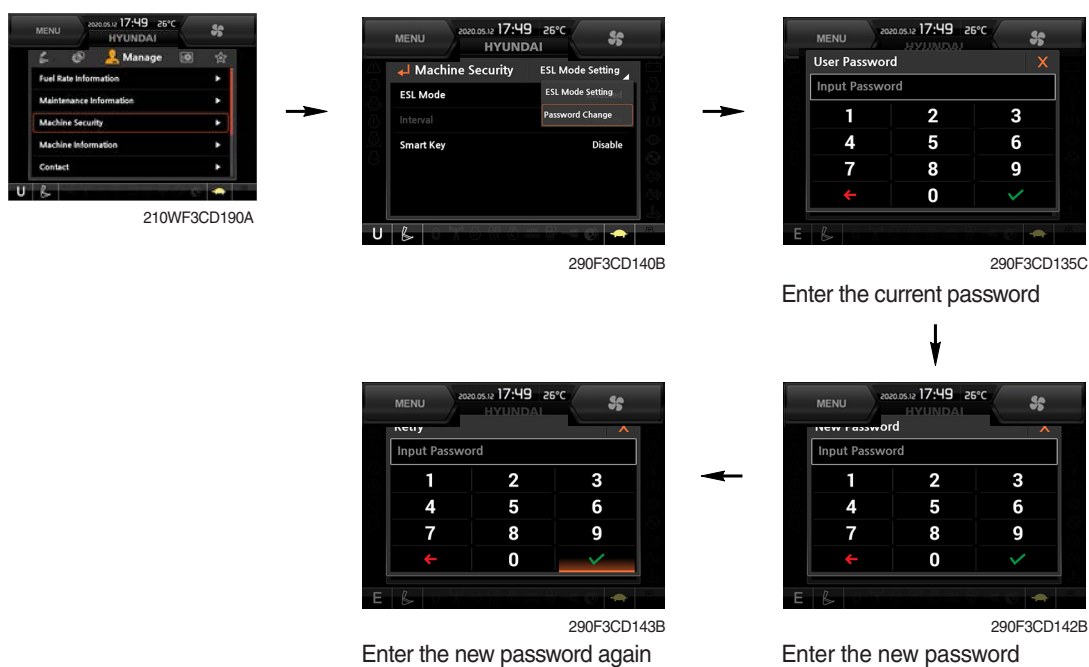 MENU
2020.05.12 17:49 26°C
HYUNDAI
Manage
Fuel Rate Information
Maintenance Information
Machine Security
Machine Information
Contact
U
210WF3CD190A
MENU
2020.05.12 17:49 26°C
HYUNDAI
Machine Security ESL Mode Setting
ESL Mode ESL Mode Setting
Interval Password Change
Smart Key Disable
U
290F3CD140B
MENU
2020.05.12 17:49 26°C
HYUNDAI
User Password X
Input Password
1 2 3
4 5 6
7 8 9
0
E
290F3CD135C
Enter the current password
MENU
2020.05.12 17:49 26°C
HYUNDAI
New Password X
Input Password
1 2 3
4 5 6
7 8 9
0
E
290F3CD142B
Enter the new password
MENU
2020.05.12 17:49 26°C
HYUNDAI
Retry X
Input Password
1 2 3
4 5 6
7 8 9
0
E
290F3CD143B
Enter the new password again